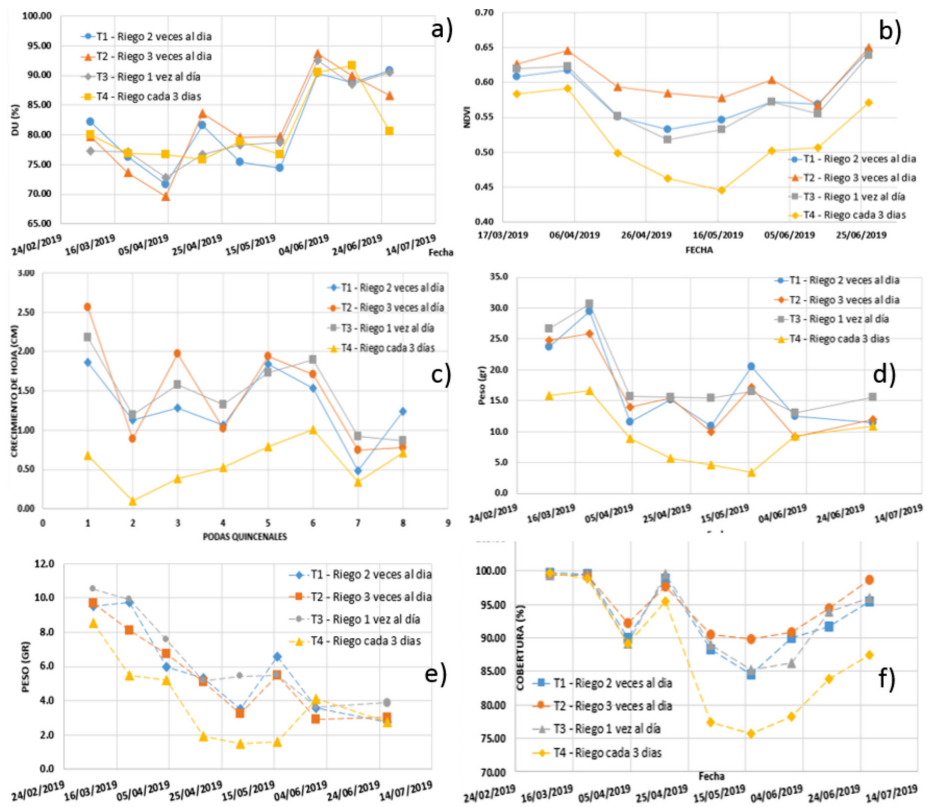 a)
100.00
95.00
90.00
85.00
80.00
75.00
70.00
65.00
DU (%)
T1 - Riego 2 veces al dia
T2 - Riego 3 veces al dia
T3 - Riego 1 vez al día
T4 - Riego cada 3 dias
24/02/2019 16/03/2019 05/04/2019 25/04/2019 15/05/2019 04/06/2019 24/06/2019 14/07/2019
Fecha
b)
0.70
0.65
0.60
0.55
0.50
0.45
0.40
NDVI
T1 - Riego 2 veces al dia
T2 - Riego 3 veces al dia
T3 - Riego 1 vez al día
T4 - Riego cada 3 dias
17/03/2019 06/04/2019 26/04/2019 16/05/2019 05/06/2019 25/06/2019
FECHA
c)
3.00
2.50
2.00
1.50
1.00
0.50
0.00
CRECIMIENTO DE HOJA (CM)
T1 - Riego 2 veces al día
T2 - Riego 3 veces al día
T3 - Riego 1 vez al día
T4 - Riego cada 3 días
0 1 2 3 4 5 6 7 8 9
PODAS QUINCENALES
d)
35.0
30.0
25.0
20.0
15.0
10.0
5.0
0.0
Peso (gr)
T1 - Riego 2 veces al dia
T2 - Riego 3 veces al dia
T3 - Riego 1 vez al día
T4 - Riego cada 3 dias
24/02/2019 16/03/2019 05/04/2019 25/04/2019 15/05/2019 04/06/2019 24/06/2019 14/07/2019
e)
12.0
10.0
8.0
6.0
4.0
2.0
0.0
PESO (GR)
T1 - Riego 2 veces al dia
T2 - Riego 3 veces al dia
T3 - Riego 1 vez al día
T4 - Riego cada 3 dias
24/02/2019 16/03/2019 05/04/2019 25/04/2019 15/05/2019 04/06/2019 24/06/2019 14/07/2019
f)
100.00
95.00
90.00
85.00
80.00
75.00
70.00
COBERTURA (%)
T1 - Riego 2 veces al dia
T2 - Riego 3 veces al dia
T3 - Riego 1 vez al día
T4 - Riego cada 3 dias
Fecha
24/02/2019 16/03/2019 05/04/2019 25/04/2019 15/05/2019 04/06/2019 24/06/2019 14/07/2019